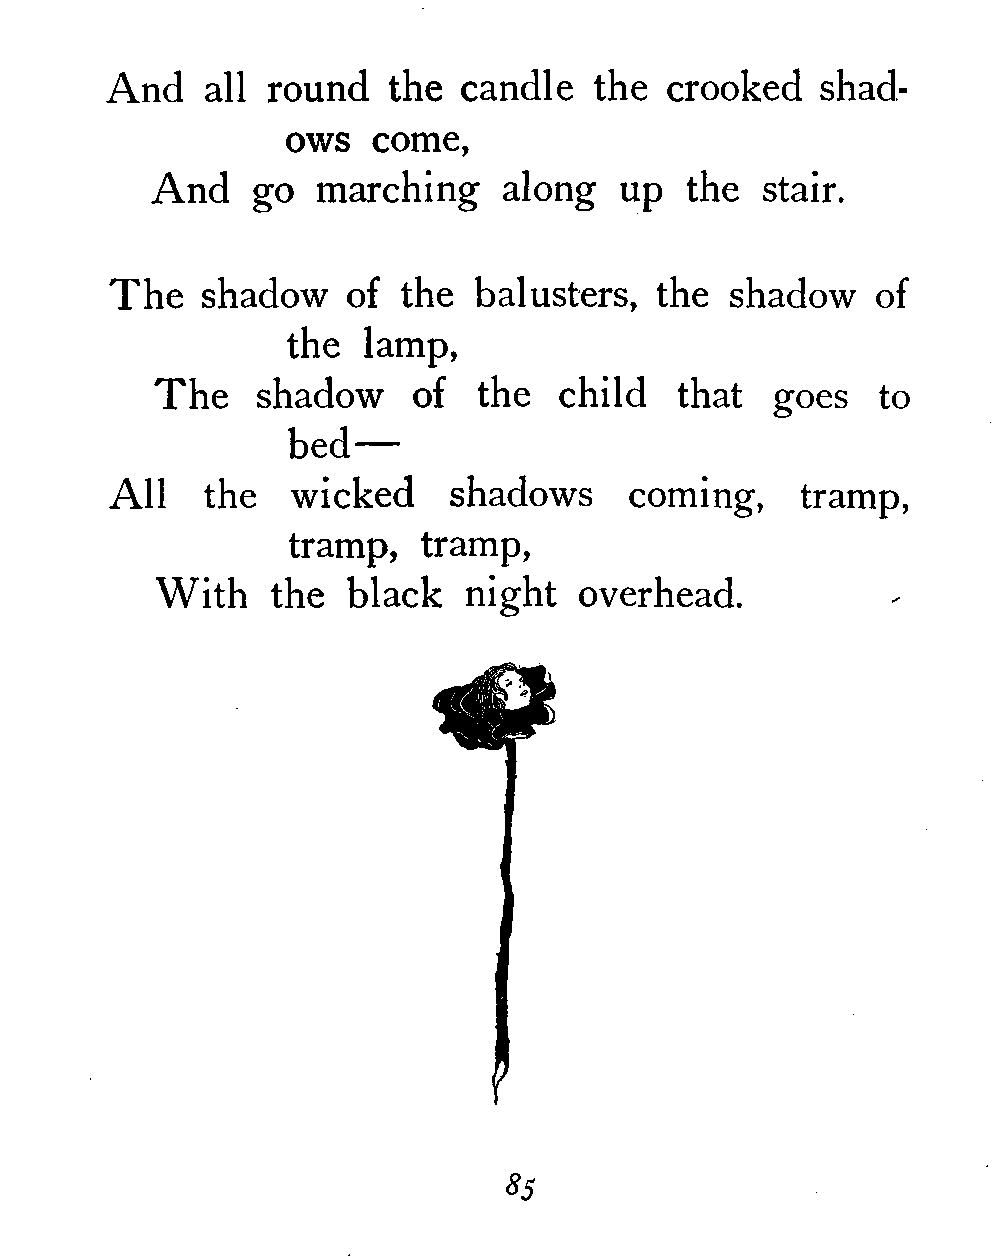 And all round the candle the crooked shad-
ows come,
And go marching along up the stair.
The shadow of the balusters, the shadow of
the lamp,
The shadow of the child that goes to
bed—
All the wicked shadows coming, tramp,
tramp, tramp,
With the black night overhead.
85